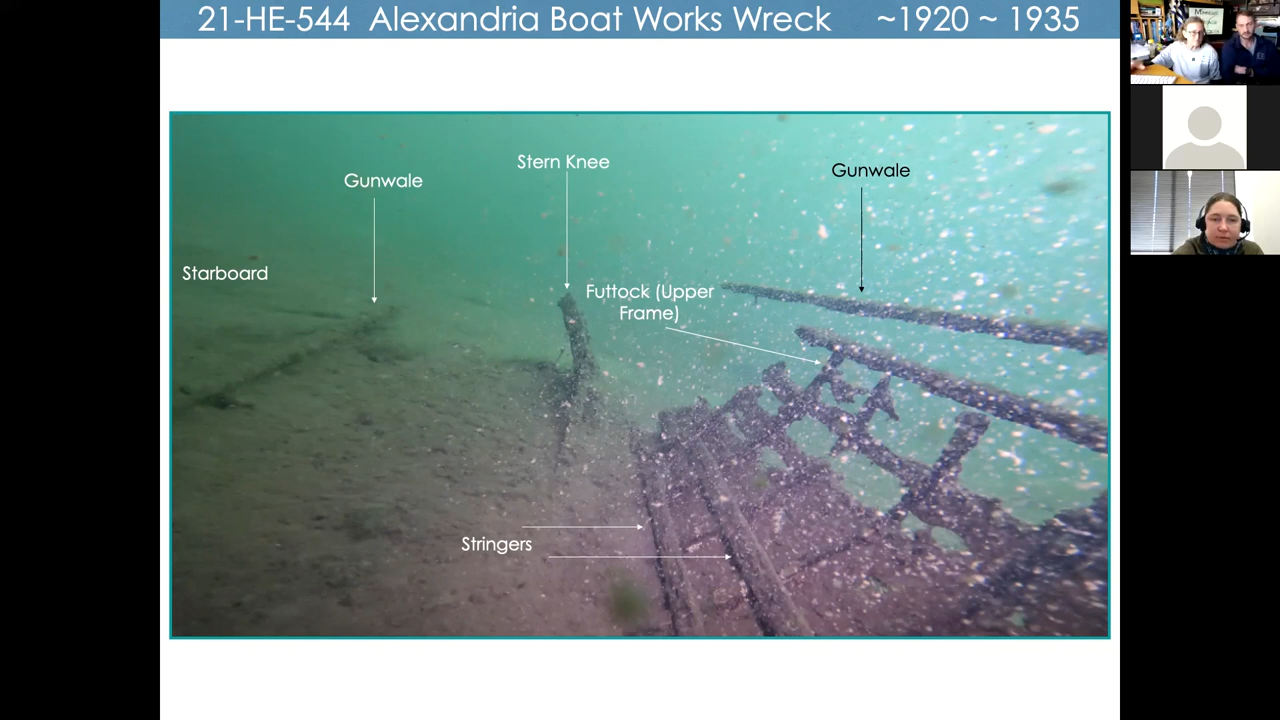 21-HE-544 Alexandria Boat Works Wreck ~1920 ~ 1935
Stern Knee
Gunwale
Gunwale
Starboard
Futtock (Upper
Frame)
Stringers